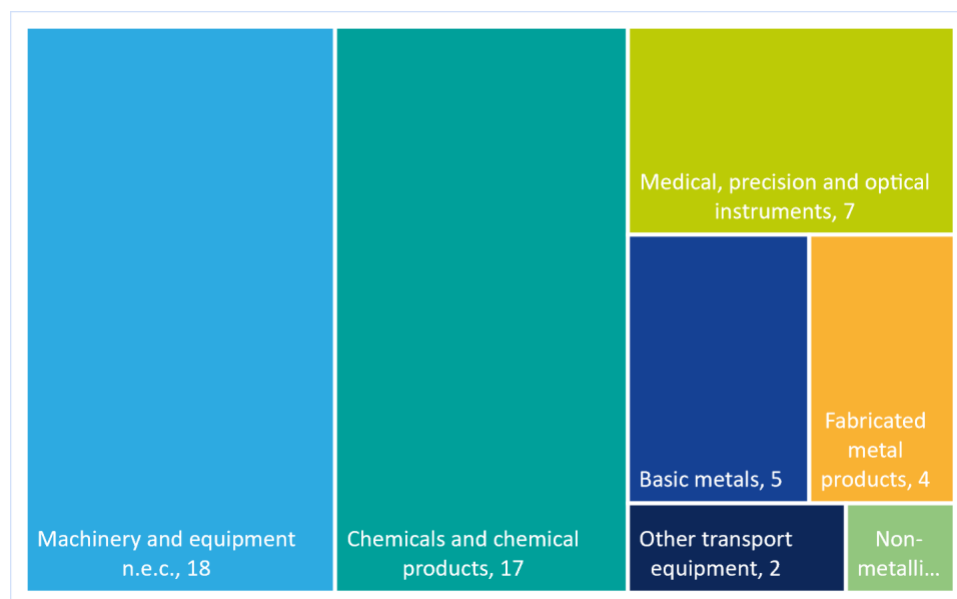 Machinery and equipment
n.e.c., 18
Chemicals and chemical
products, 17
Medical, precision and optical
instruments, 7
Basic metals, 5
Fabricated
metal
products, 4
Other transport
equipment, 2
Non-
metalli...